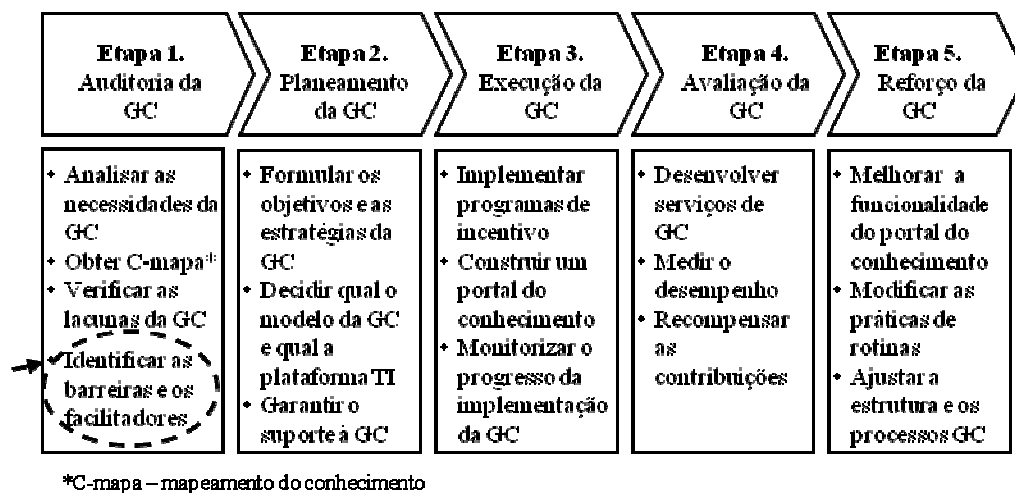 Etapa 1.
Auditoria da
GC
Etapa 2.
Planeamento
da GC
Etapa 3.
Execução da
GC
Etapa 4.
Avaliação da
GC
Etapa 5.
Reforço da
GC
• Analisar as
necessidades da
GC
• Obter C-mapa*
• Verificar as
lacunas da GC
✓ Identificar as
barreiras e os
facilitadores
• Formular os
objetivos e as
estratégias da
GC
• Decidir qual o
modelo da GC
e qual a
plataforma TI
• Garantir o
suporte à GC
• Implementar
programas de
incentivo
• Construir um
portal do
conhecimento
• Monitorizar o
progresso da
implementação
da GC
• Desenvolver
serviços de
GC
• Medir o
desempenho
• Recompensar
as
contribuições
• Melhorar a
funcionalidade
do portal do
conhecimento
• Modificar as
práticas de
rotinas
• Ajustar a
estrutura e os
processos GC
*C-mapa – mapeamento do conhecimento